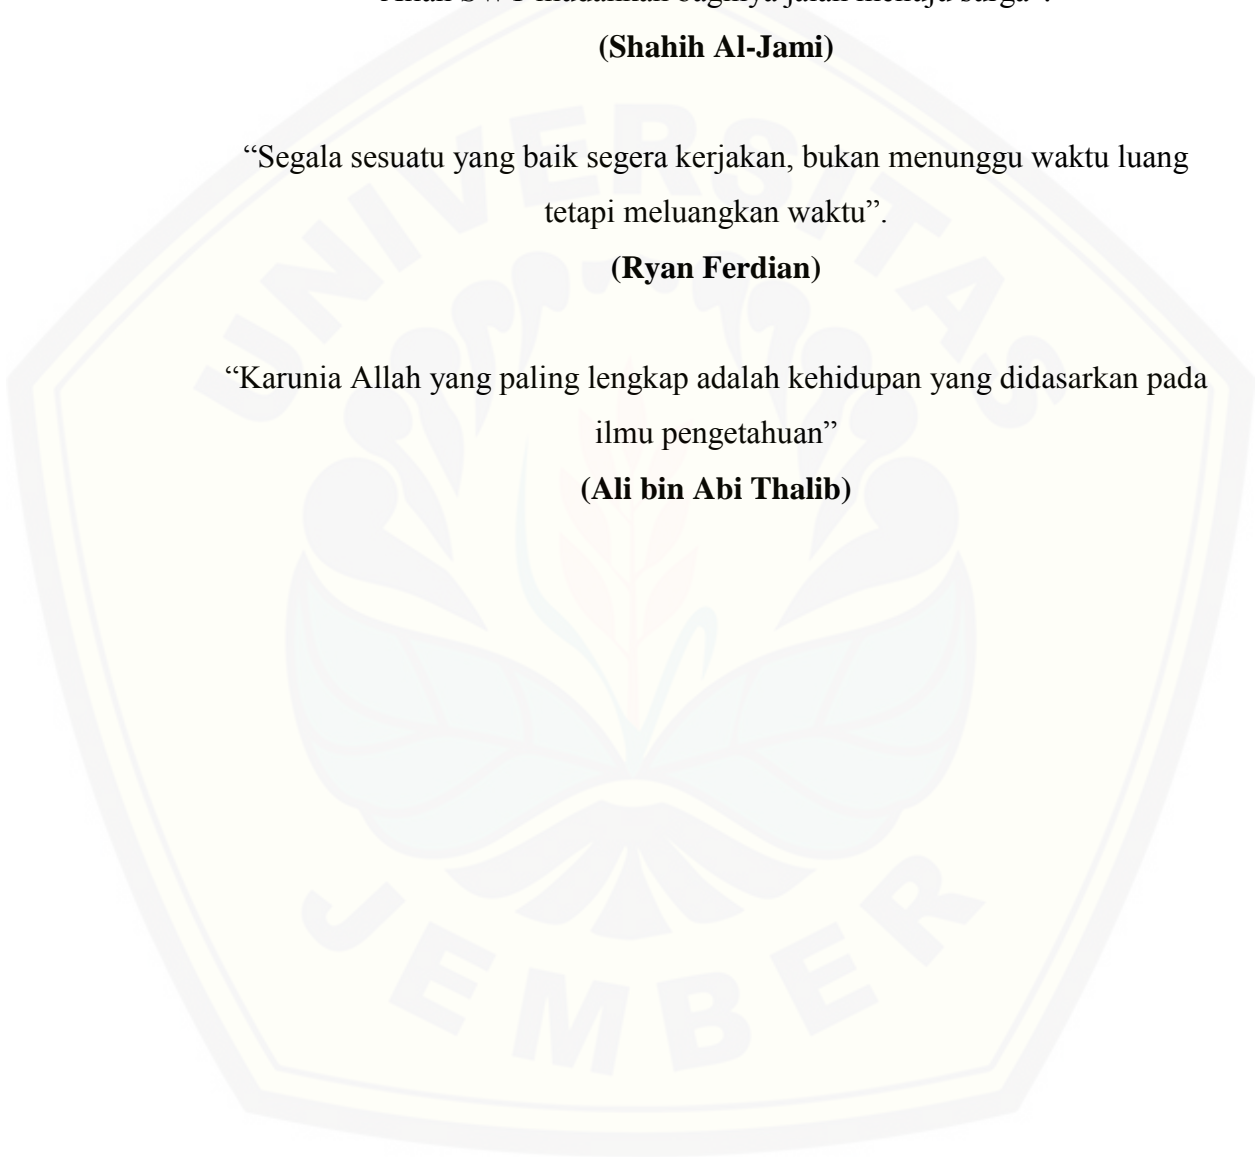 Allah SWT mudahkan baginya jalan menuju surga”.
(Shahih Al-Jami)
“Segala sesuatu yang baik segera kerjakan, bukan menunggu waktu luang
tetapi meluangkan waktu”.
(Ryan Ferdian)
“Karunia Allah yang paling lengkap adalah kehidupan yang didasarkan pada
ilmu pengetahuan”
(Ali bin Abi Thalib)
UNIVERSITAS
JEMBER